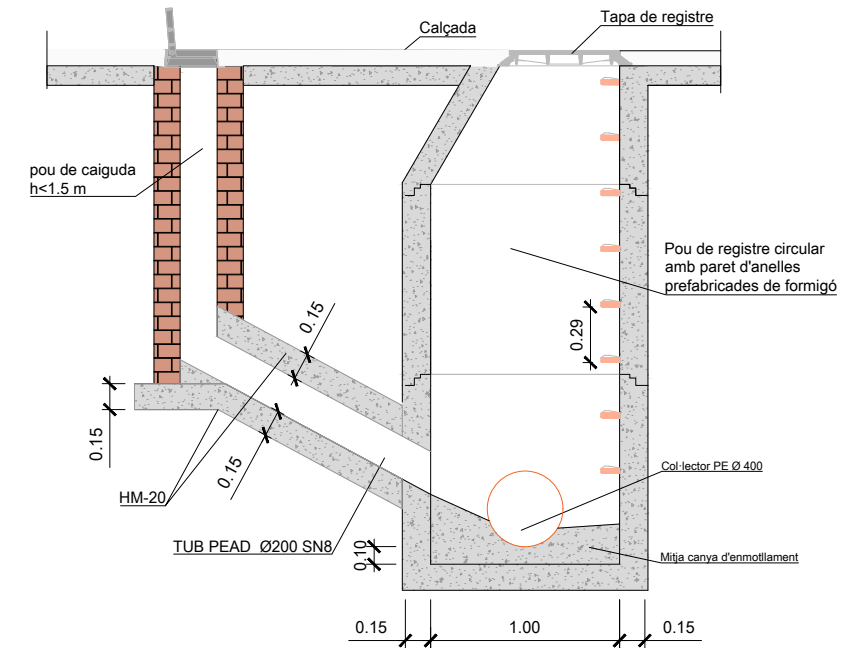 Calçada
Tapa de registre
pou de caiguda
h<1.5 m
Pou de registre circular
amb paret d'anelles
prefabricades de formigó
0.15
0.29
0.15
0.15
HM-20
Col·lector PE Ø 400
TUB PEAD Ø200 SN8
0.10
Mitja canya d'enmotllament
0.15
1.00
0.15